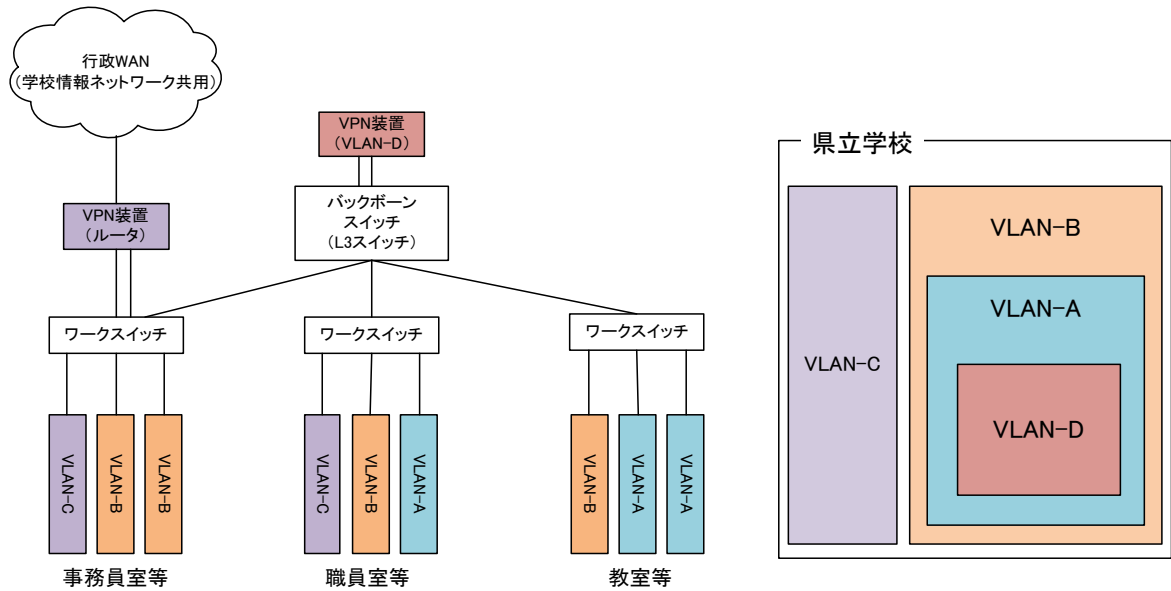 行政WAN
（学校情報ネットワーク共用）
VPN装置
（VLAN-D）
バックボーン
スイッチ
（L3スイッチ）
VPN装置
（ルータ）
ワークスイッチ
ワークスイッチ
ワークスイッチ
VLAN-C
VLAN-B
VLAN-B
VLAN-C
VLAN-B
VLAN-A
VLAN-B
VLAN-A
VLAN-A
事務員室等
職員室等
教室等
県立学校
VLAN-C
VLAN-B
VLAN-A
VLAN-D